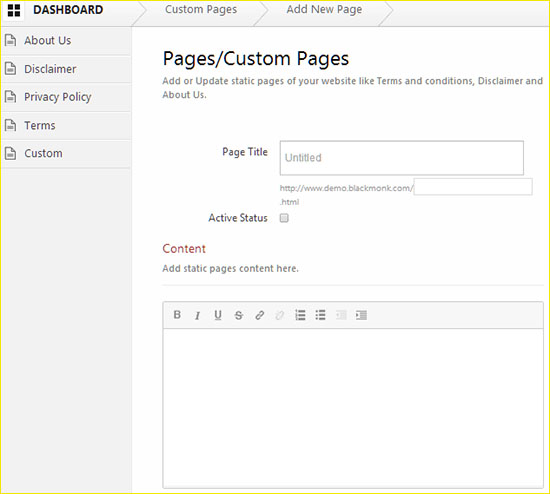 DASHBOARD Custom Pages Add New Page
About Us
Disclaimer
Privacy Policy
Terms
Custom
Pages/Custom Pages
Add or Update static pages of your website like Terms and conditions, Disclaimer and
About Us.
Page Title Untitled
http://www.demo.blackmonk.com/
.html
Active Status
Content
Add static pages content here.
B I U S